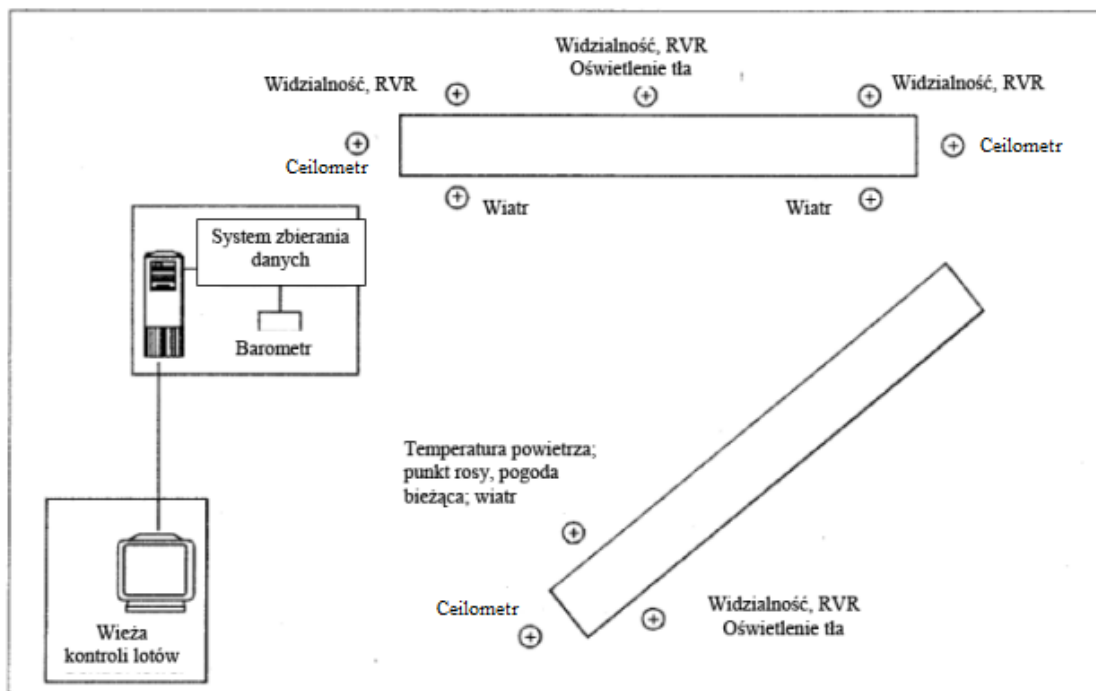 Widzialność, RVR
Oświetlenie tła
Widzialność, RVR
Widzialność, RVR
Ceilometr
Ceilometr
Wiatr
Wiatr
System zbierania
danych
Barometr
Temperatura powietrza;
punkt rosy, pogoda
bieżąca; wiatr
Ceilometr
Widzialność, RVR
Oświetlenie tła
Wieża
kontroli lotów